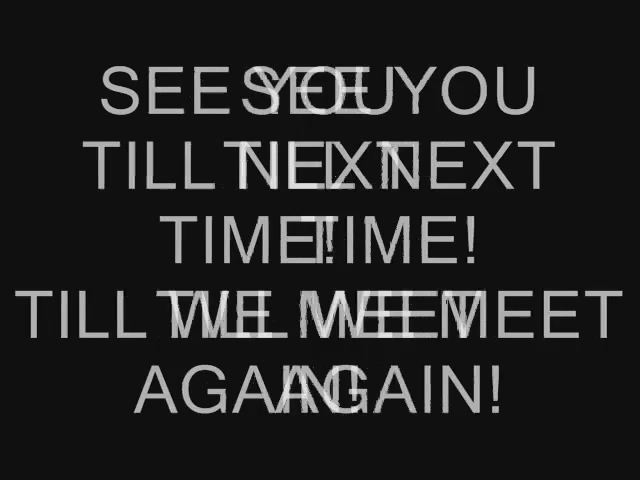 SEE YOU
TILL NEXT
TIME!
TILL WE MEET
AGAIN!